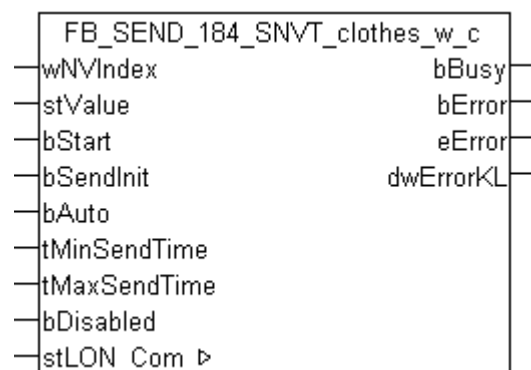 FB_SEND_184_SNVT_clothes_w_c
wNVIndex bBusy
stValue bError
bStart eError
bSendInit dwErrorKL
bAuto
tMinSendTime
tMaxSendTime
bDisabled
stLON_Com ▷